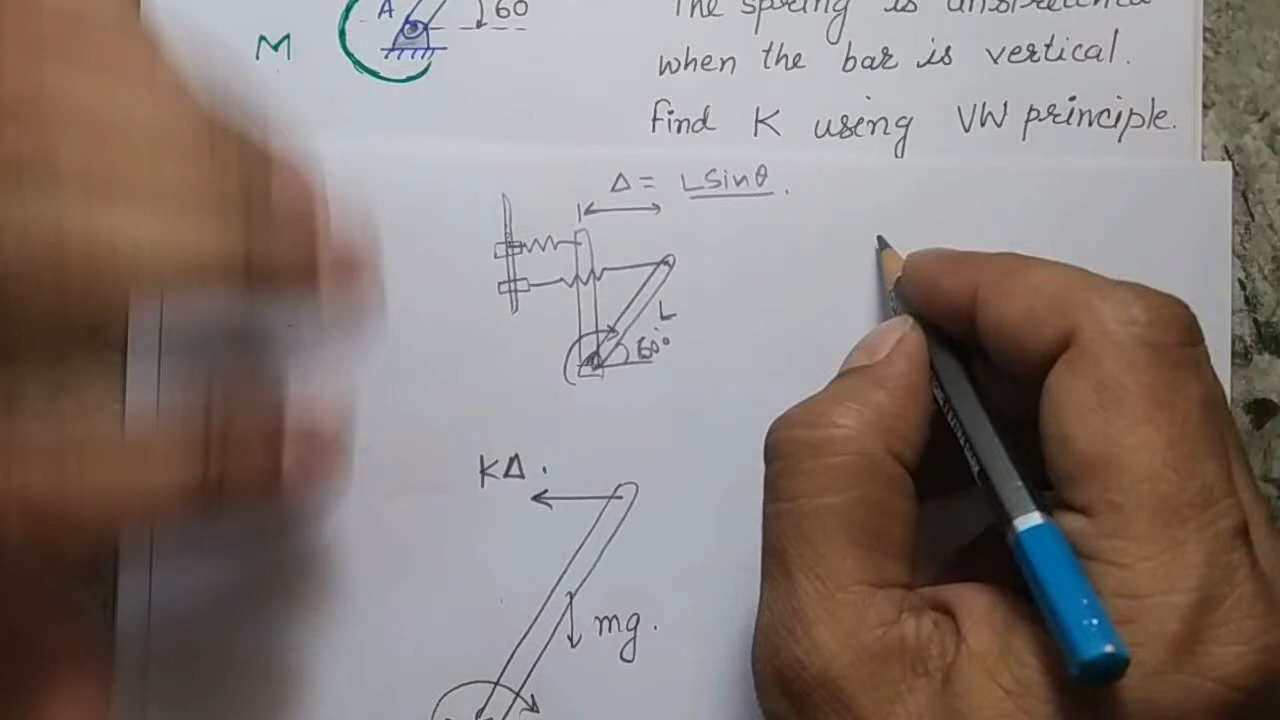 A 60
M
The spring is unstretched
when the bar is vertical.
Find K using VW principle.
Δ = L sinθ.
L
60°
KΔ.
mg.